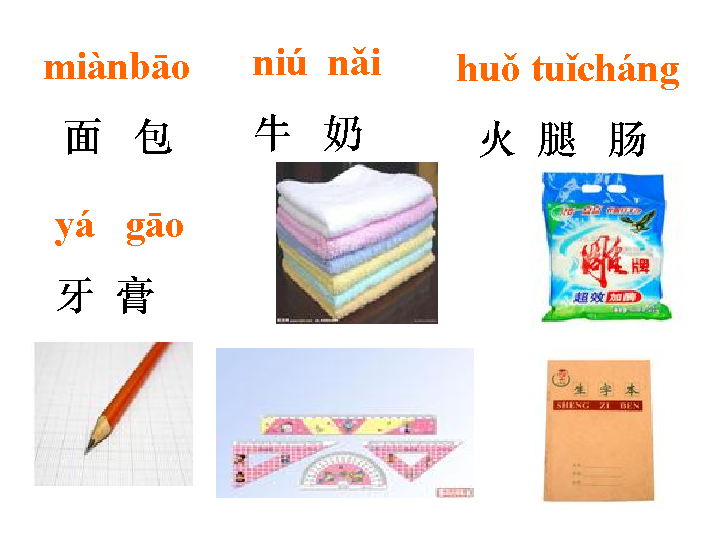 miànbāo
niú nǎi
huǒ tuǐcháng
面 包
牛 奶
火 腿 肠
yá gāo
牙 膏
雕牌
超效加酶
生字本
SHENG ZI BEN